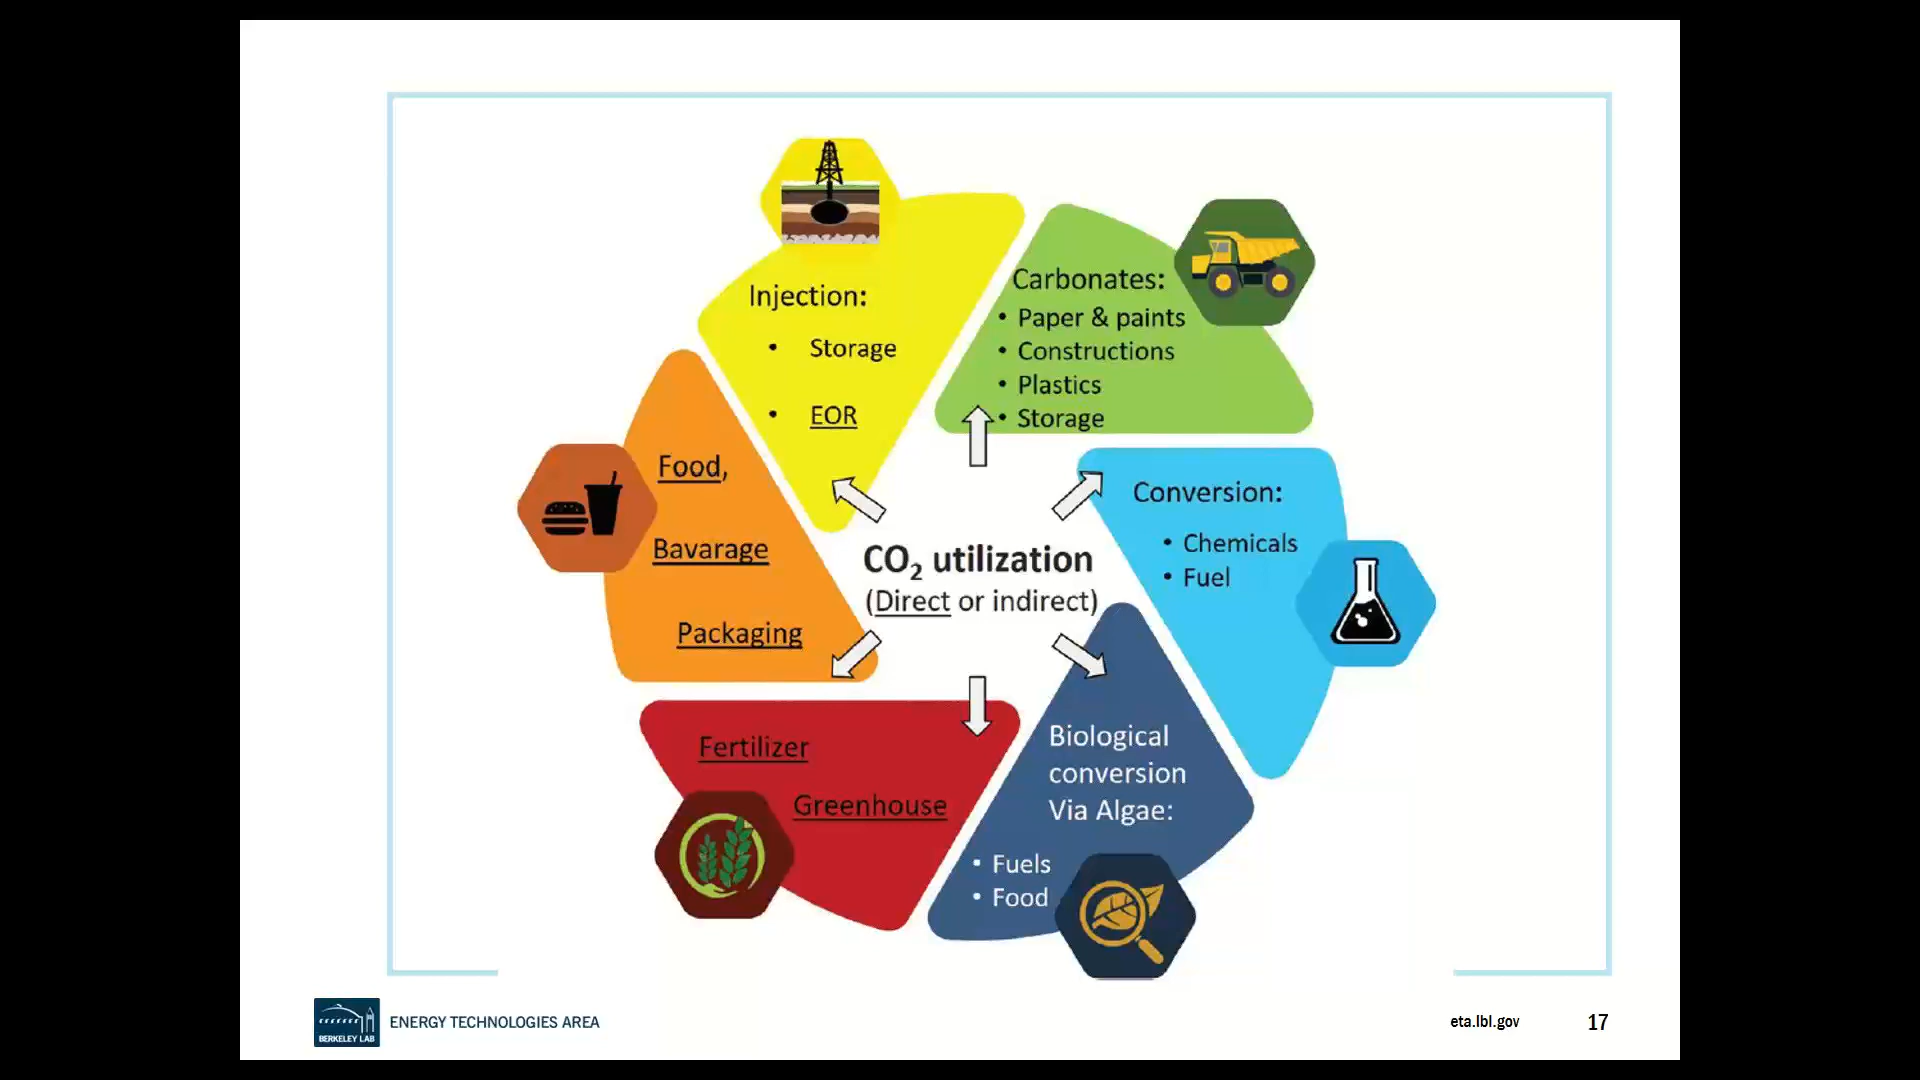 Injection:
• Storage
• EOR
Carbonates:
• Paper & paints
• Constructions
• Plastics
• Storage
Conversion:
• Chemicals
• Fuel
Food,
Bavarage
Packaging
CO₂ utilization
(Direct or indirect)
Fertilizer
Greenhouse
Biological
conversion
Via Algae:
• Fuels
• Food
BERKELEY LAB
ENERGY TECHNOLOGIES AREA
eta.lbl.gov
17